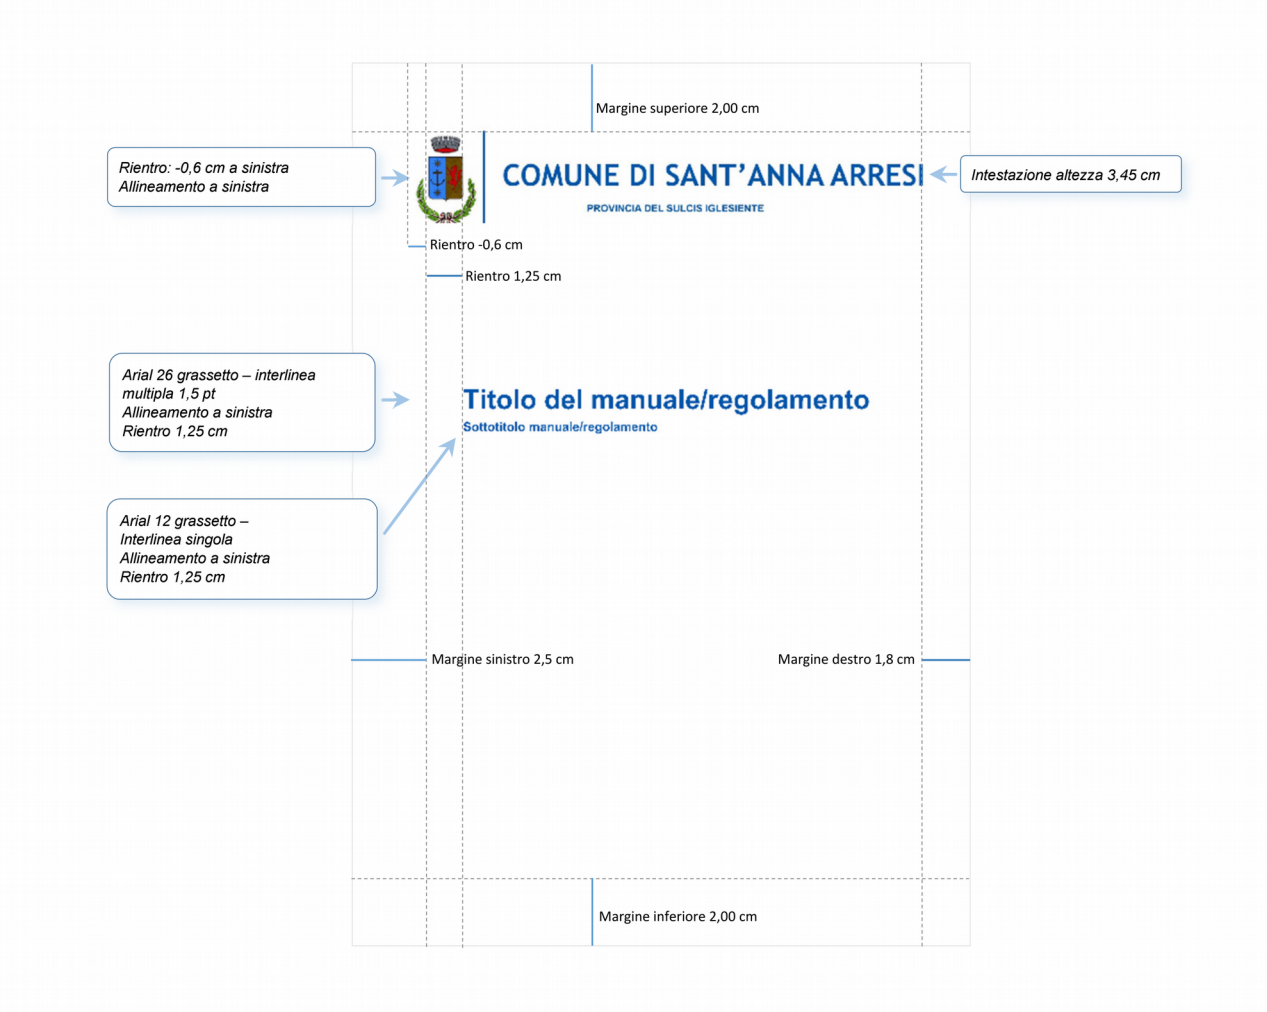 Margine superiore 2,00 cm
Rientro: -0,6 cm a sinistra
Allineamento a sinistra
COMUNE DI SANT'ANNA ARRESI
PROVINCIA DEL SULCIS IGLESIENTE
Intestazione altezza 3,45 cm
Rientro -0,6 cm
Rientro 1,25 cm
Arial 26 grassetto – interlinea
multipla 1,5 pt
Allineamento a sinistra
Rientro 1,25 cm
Titolo del manuale/regolamento
Sottotitolo manuale/regolamento
Arial 12 grassetto –
Interlinea singola
Allineamento a sinistra
Rientro 1,25 cm
Margine sinistro 2,5 cm
Margine destro 1,8 cm
Margine inferiore 2,00 cm